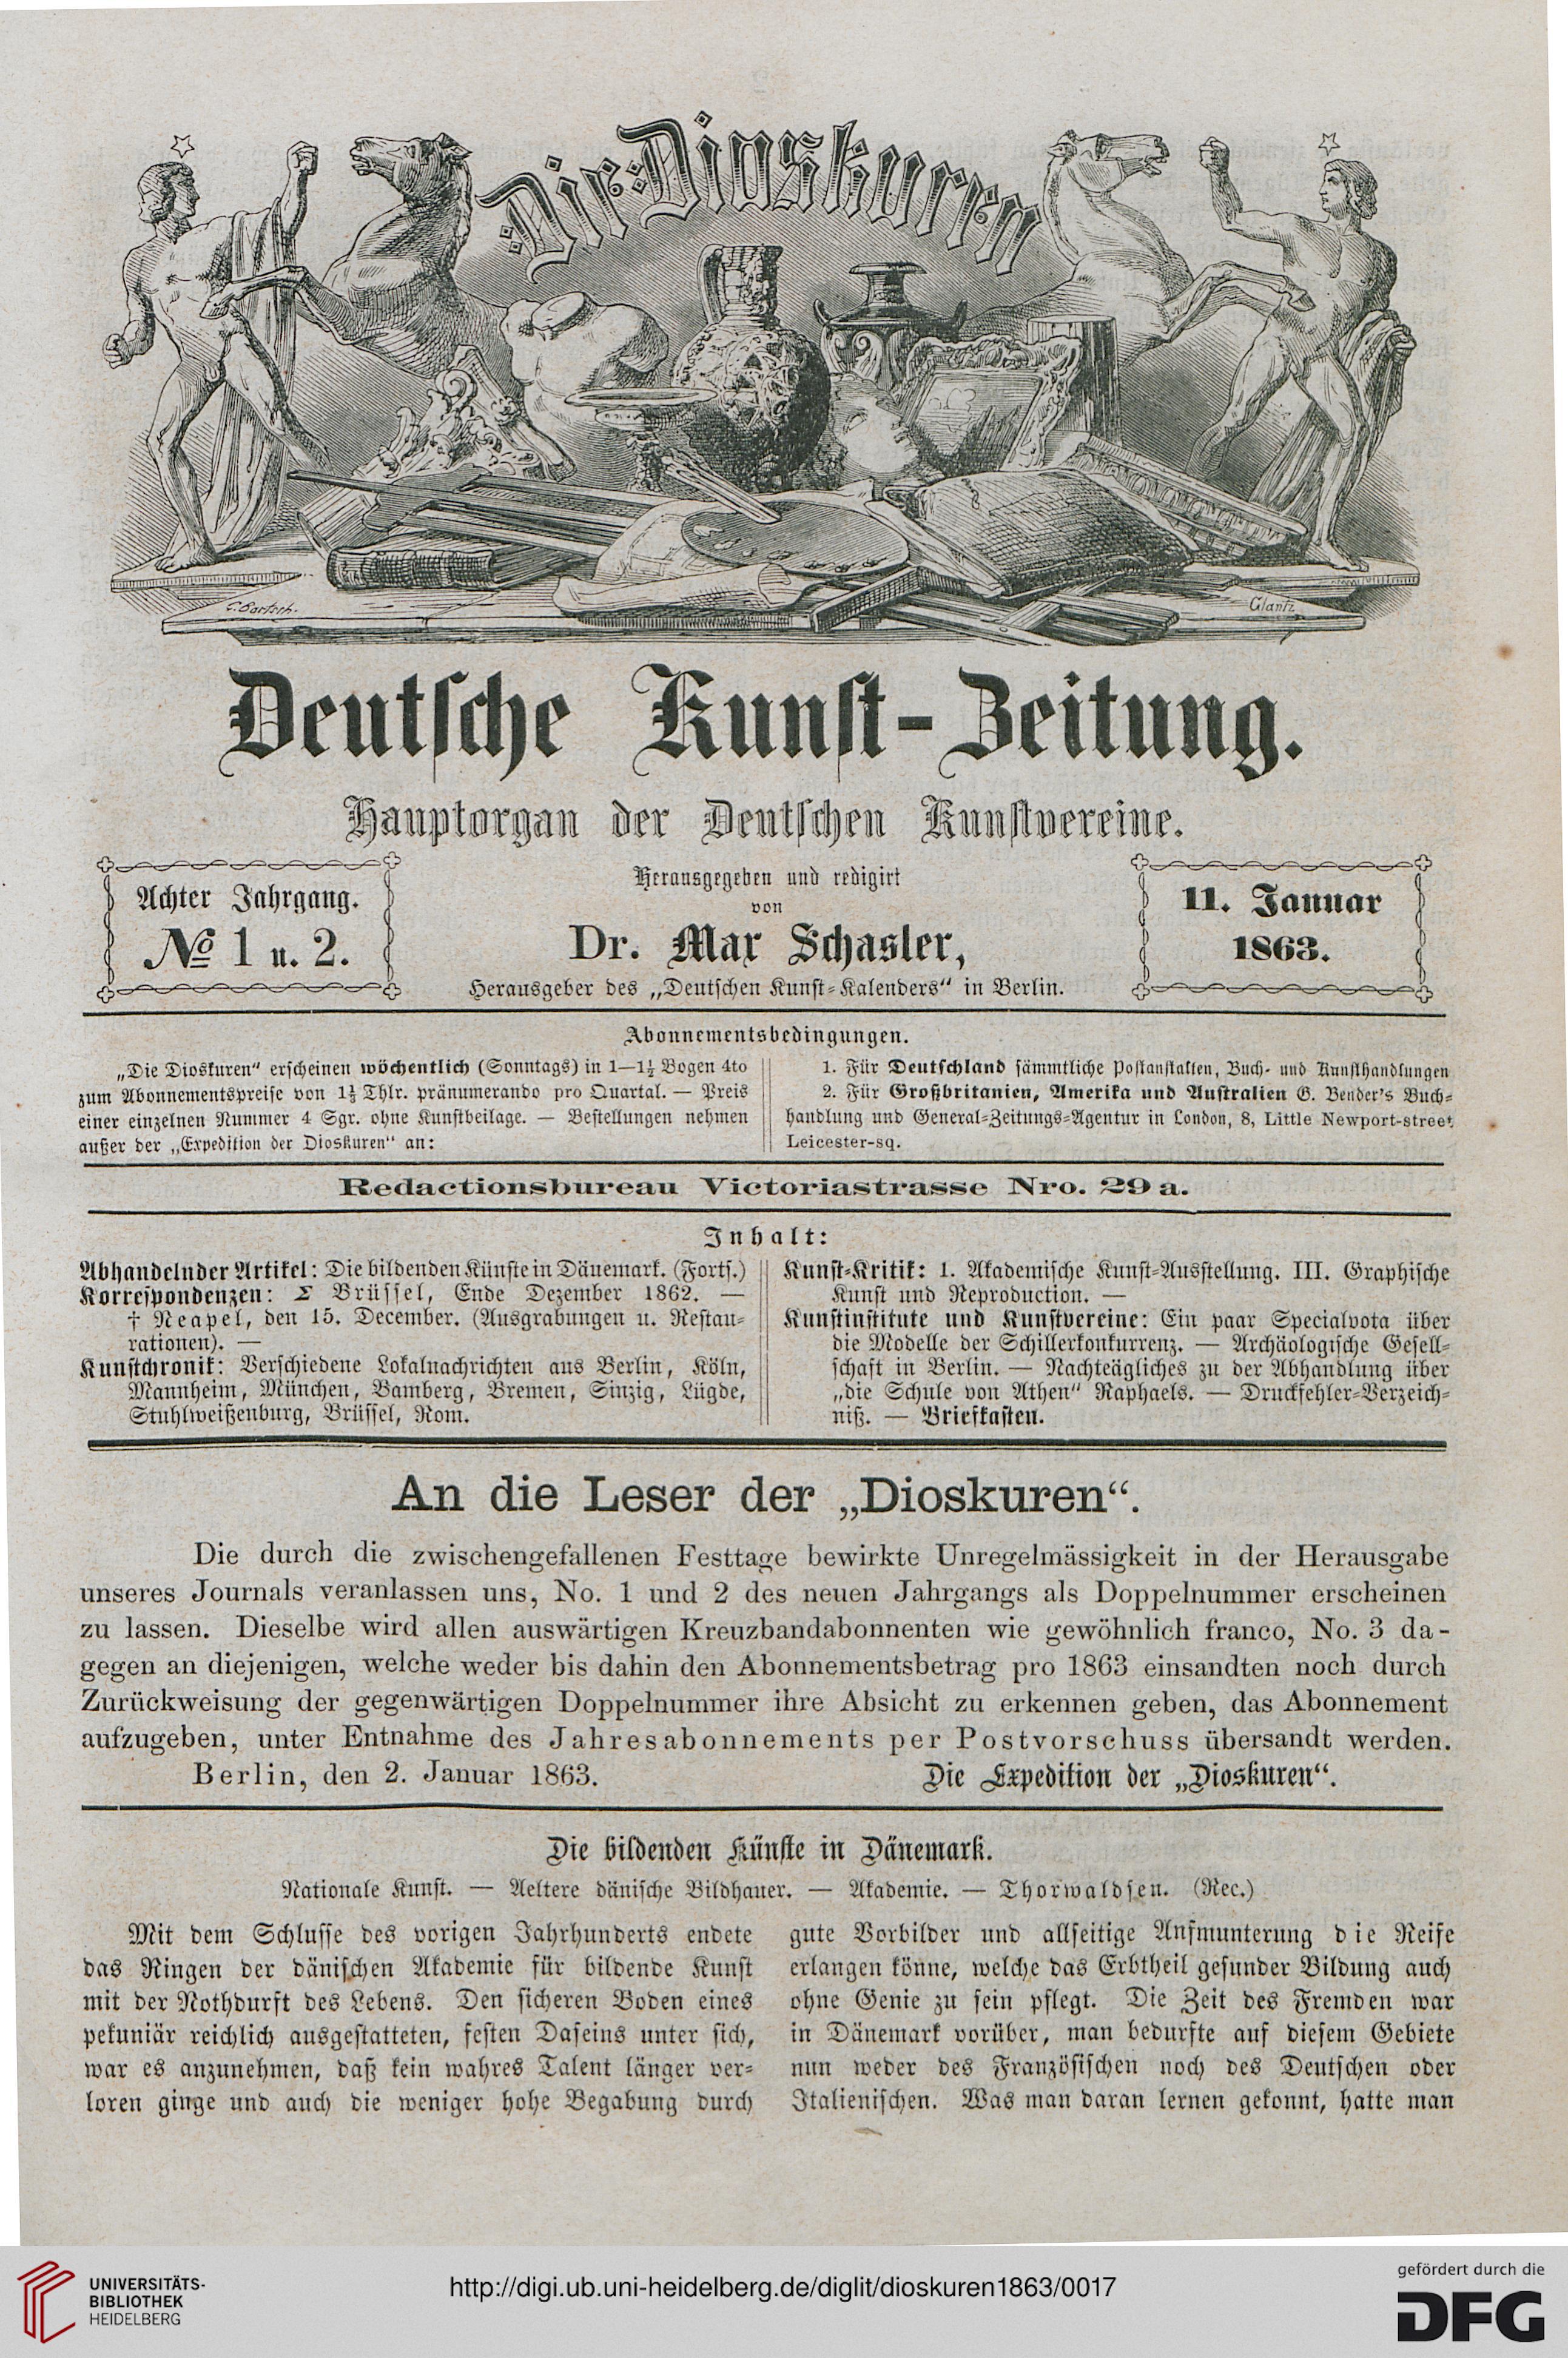 Die Dioskuren
C. Bartsch.
Glantz
Deutsche Kunst-Zeitung.
Hauptorgan der Deutschen Kunstvereine.
Achter Jahrgang.
№ 1 u. 2.
Herausgegeben und redigirt
von
Dr. Max Schasler,
Herausgeber des „Deutschen Kunst-Kalenders“ in Berlin.
11. Januar
1863.
Abonnementsbedingungen.
„Die Dioskuren“ erscheinen wöchentlich (Sonntags) in 1—1½ Bogen 4to
zum Abonnementspreise von 1½ Thlr. pränumerando pro Quartal. — Preis
einer einzelnen Nummer 4 Sgr. ohne Kunstbeilage. — Bestellungen nehmen
außer der „Expedition der Dioskuren“ an:
1. Für Deutschland sämmtliche Postanstalten, Buch- und Kunsthandlungen
2. Für Großbritanien, Amerika und Australien G. Bender's Buch-
handlung und General-Zeitungs-Agentur in London, 8, Little Newport-street
Leicester-sq.
Redactionsbureau Victoriastrasse Nro. 29 a.
Inhalt:
Abhandelnder Artikel: Die bildenden Künste in Dänemark. (Forts.)
Korrespondenzen: Σ Brüssel, Ende Dezember 1862. —
† Neapel, den 15. December. (Ausgrabungen u. Restau-
rationen). —
Kunstchronik: Verschiedene Lokalnachrichten aus Berlin, Köln,
Mannheim, München, Bamberg, Bremen, Sinzig, Lügde,
Stuhlweißenburg, Brüssel, Rom.
Kunst-Kritik: 1. Akademische Kunst-Ausstellung. III. Graphische
Kunst und Reproduction. —
Kunstinstitute und Kunstvereine: Ein paar Specialvota über
die Modelle der Schillerkonkurrenz. — Archäologische Gesell-
schaft in Berlin. — Nachteägliches zu der Abhandlung über
„die Schule von Athen“ Raphaels. — Druckfehler-Verzeich-
niß. — Briefkasten.
An die Leser der „Dioskuren“.
Die durch die zwischengefallenen Festtage bewirkte Unregelmässigkeit in der Herausgabe
unseres Journals veranlassen uns, No. 1 und 2 des neuen Jahrgangs als Doppelnummer erscheinen
zu lassen. Dieselbe wird allen auswärtigen Kreuzbandabonnenten wie gewöhnlich franco, No. 3 da-
gegen an diejenigen, welche weder bis dahin den Abonnementsbetrag pro 1863 einsandten noch durch
Zurückweisung der gegenwärtigen Doppelnummer ihre Absicht zu erkennen geben, das Abonnement
aufzugeben, unter Entnahme des Jahresabonnements per Postvorschuss übersandt werden.
Berlin, den 2. Januar 1863.
Die Expedition der „Dioskuren“.
Die bildenden Künste in Dänemark.
Nationale Kunst. — Aeltere dänische Bildhauer. — Akademie. — Thorwaldsen. (Rec.)
Mit dem Schlusse des vorigen Jahrhunderts endete
das Ringen der dänischen Akademie für bildende Kunst
mit der Nothdurft des Lebens. Den sicheren Boden eines
pekuniär reichlich ausgestatteten, festen Daseins unter sich,
war es anzunehmen, daß kein wahres Talent länger ver-
loren ginge und auch die weniger hohe Begabung durch
gute Vorbilder und allseitige Aufmunterung die Reife
erlangen könne, welche das Erbtheil gesunder Bildung auch
ohne Genie zu sein pflegt. Die Zeit des Fremden war
in Dänemark vorüber, man bedurfte auf diesem Gebiete
nun weder des Französischen noch des Deutschen oder
Italienischen. Was man daran lernen gekonnt, hatte man
UNIVERSITÄTS-
BIBLIOTHEK
HEIDELBERG
http://digi.ub.uni-heidelberg.de/diglit/dioskuren1863/0017
gefördert durch die
DFG